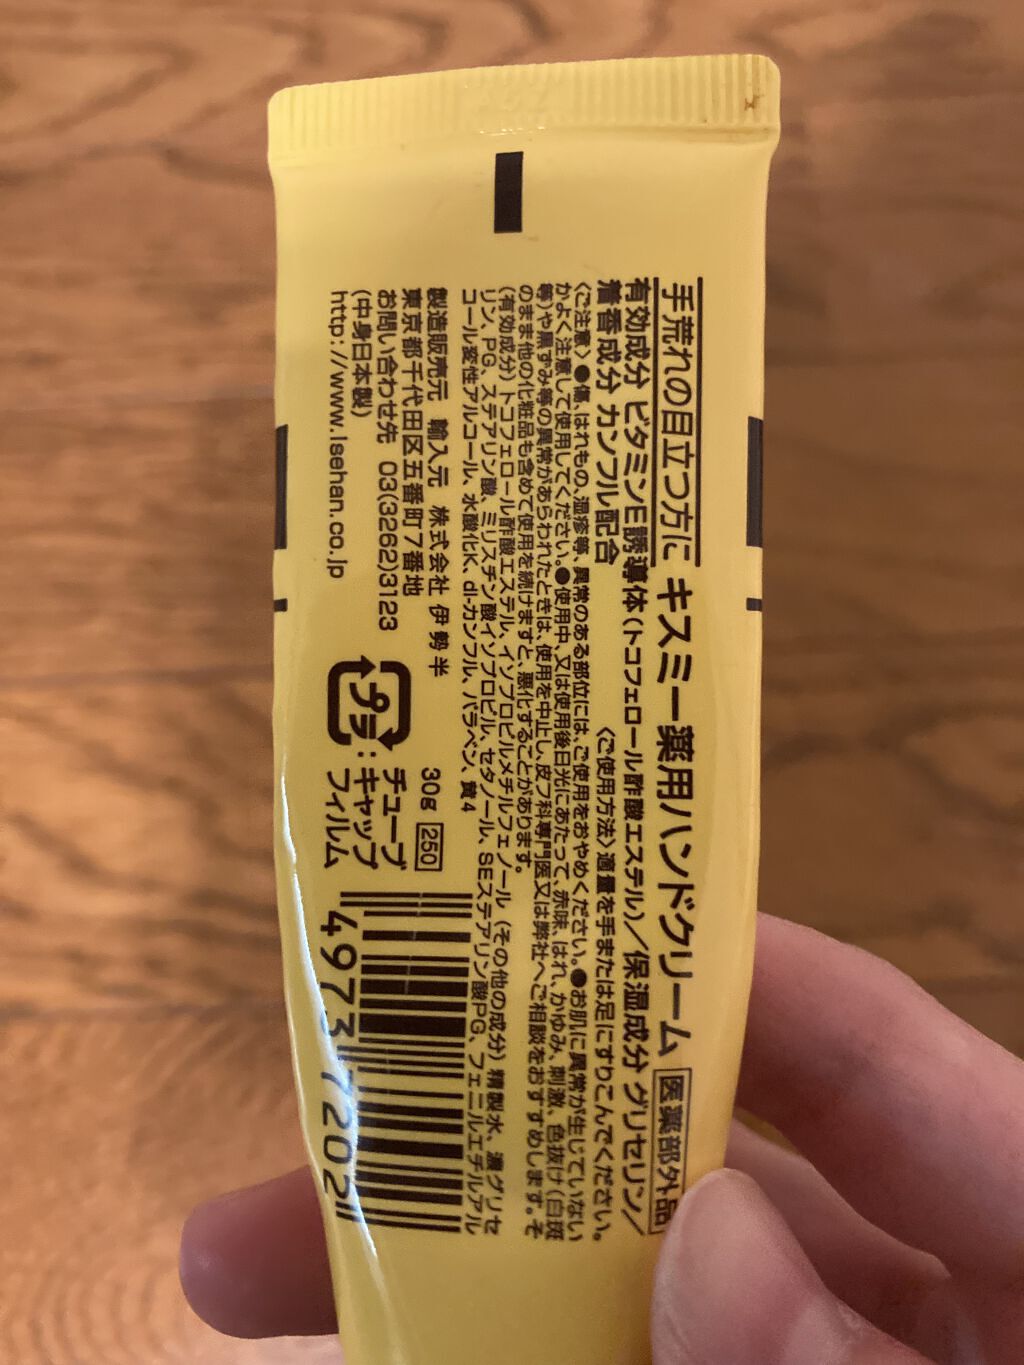 手荒れの目立つ方に キスミー薬用ハンドクリーム 医薬部外品
有効成分 ビタミンE誘導体(トコフェロール酢酸エステル)/保湿成分 グリセリン/
着香成分 カンフル配合 〈ご使用方法〉適量を手または足にすりこんでください。
〈ご注意〉●傷、はれもの、湿疹等、異常のある部位には、ご使用をおやめください。●お肌に異常が生じていない
かよく注意して使用してください。●使用中、又は使用後日光にあたって、赤味、はれ、かゆみ、刺激、色抜け(白斑
等)や黒ずみ等の異常があらわれたときは、使用を中止し、皮フ科専門医又は弊社へご相談をおすすめします。そ
のまま他の化粧品も含めて使用を続けますと、悪化することがあります。
(有効成分)トコフェロール酢酸エステル、イソプロピルメチルフェノール (その他の成分) 精製水、濃グリセ
リン、PG、ステアリン酸、ミリスチン酸イソプロピル、セタノール、SEステアリン酸PG、フェニルエチルアル
コール変性アルコール、水酸化K、dl-カンフル、パラベン、黄4
製造販売元 輸入元 株式会社 伊勢半
東京都千代田区五番町7番地
お問い合わせ先 03(3262)3123
(中身日本製)
http://www.isehan.co.jp
30g 250
プラ:
チューブ
キャップ
フィルム
4973 7202